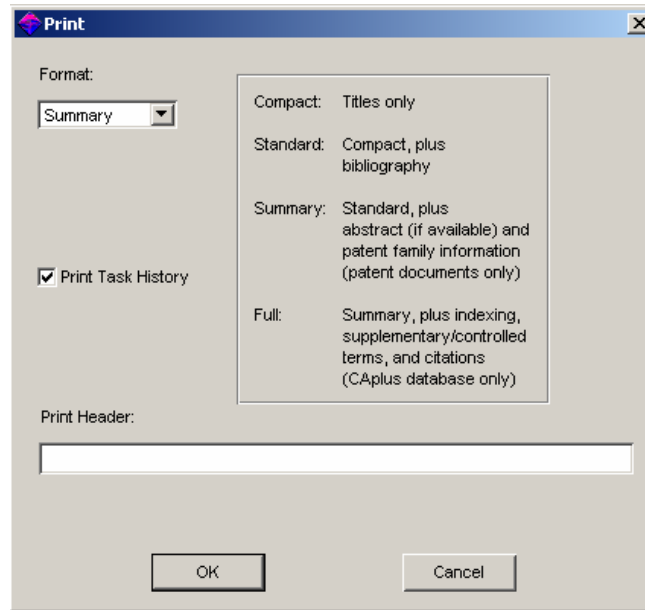 Print
Format:
Summary
Compact: Titles only
Standard: Compact, plus
bibliography
Summary: Standard, plus
abstract (if available) and
patent family information
(patent documents only)
Print Task History
Full: Summary, plus indexing,
supplementary/controlled
terms, and citations
(CAplus database only)
Print Header:
OK
Cancel